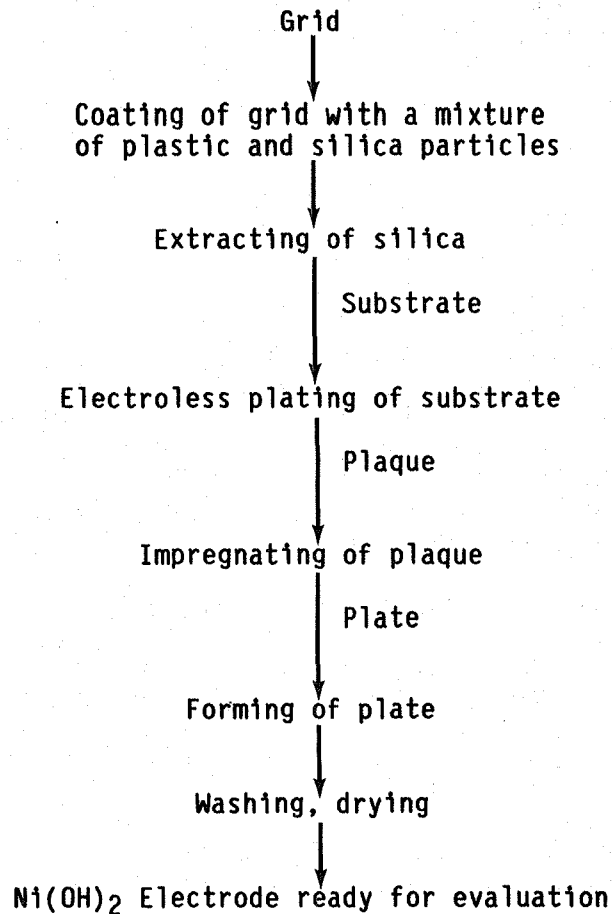 Grid
Coating of grid with a mixture
of plastic and silica particles
Extracting of silica
Substrate
Electroless plating of substrate
Plaque
Impregnating of plaque
Plate
Forming of plate
Washing, drying
Ni(OH)2 Electrode ready for evaluation